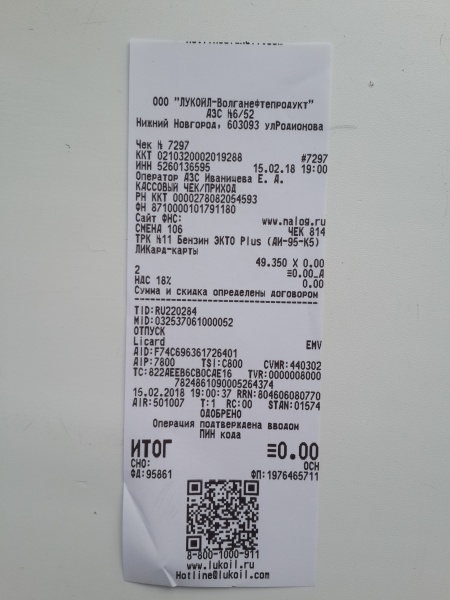 ООО "ЛУКОЙЛ-Волганефтепродукт"
АЗС №6/52
Нижний Новгород, 603093 улРодионова
Чек № 7297
ККТ 0210320002019288 #7297
ИНН 5260136595 15.02.18 19:00
Оператор АЗС Иванищева Е. А.
КАССОВЫЙ ЧЕК/ПРИХОД
РН ККТ 0000278082054593
ФН 8710000101791180
Сайт ФНС: www.nalog.ru
СМЕНА 106 ЧЕК 814
ТРК №11 Бензин ЭКТО Plus (АИ-95-К5)
ЛИКард-карты
49.350 X 0.00
2 =0.00_А
НДС 18% 0.00
Сумма и скидка определены договором
TID:RU220284
MID:032537061000052
ОТПУСК
Licard EMV
AID:F74C696361726401
AIP:7800 TSI:C800 CVMR:440302
TC:822AEEB6CB0CAE16 TVR:0000008000
7824861090005264374
15.02.2018 19:00:37 RRN:804606080770
AIR:501007 T:1 RC:00 STAN:01574
ОДОБРЕНО
Операция подтверждена вводом
ПИН кода
ИТОГ =0.00
СНО: ОСН
ФД:95861 ФП:1976465711
8-800-1000-911
www.lukoil.ru
Hotline@lukoil.com